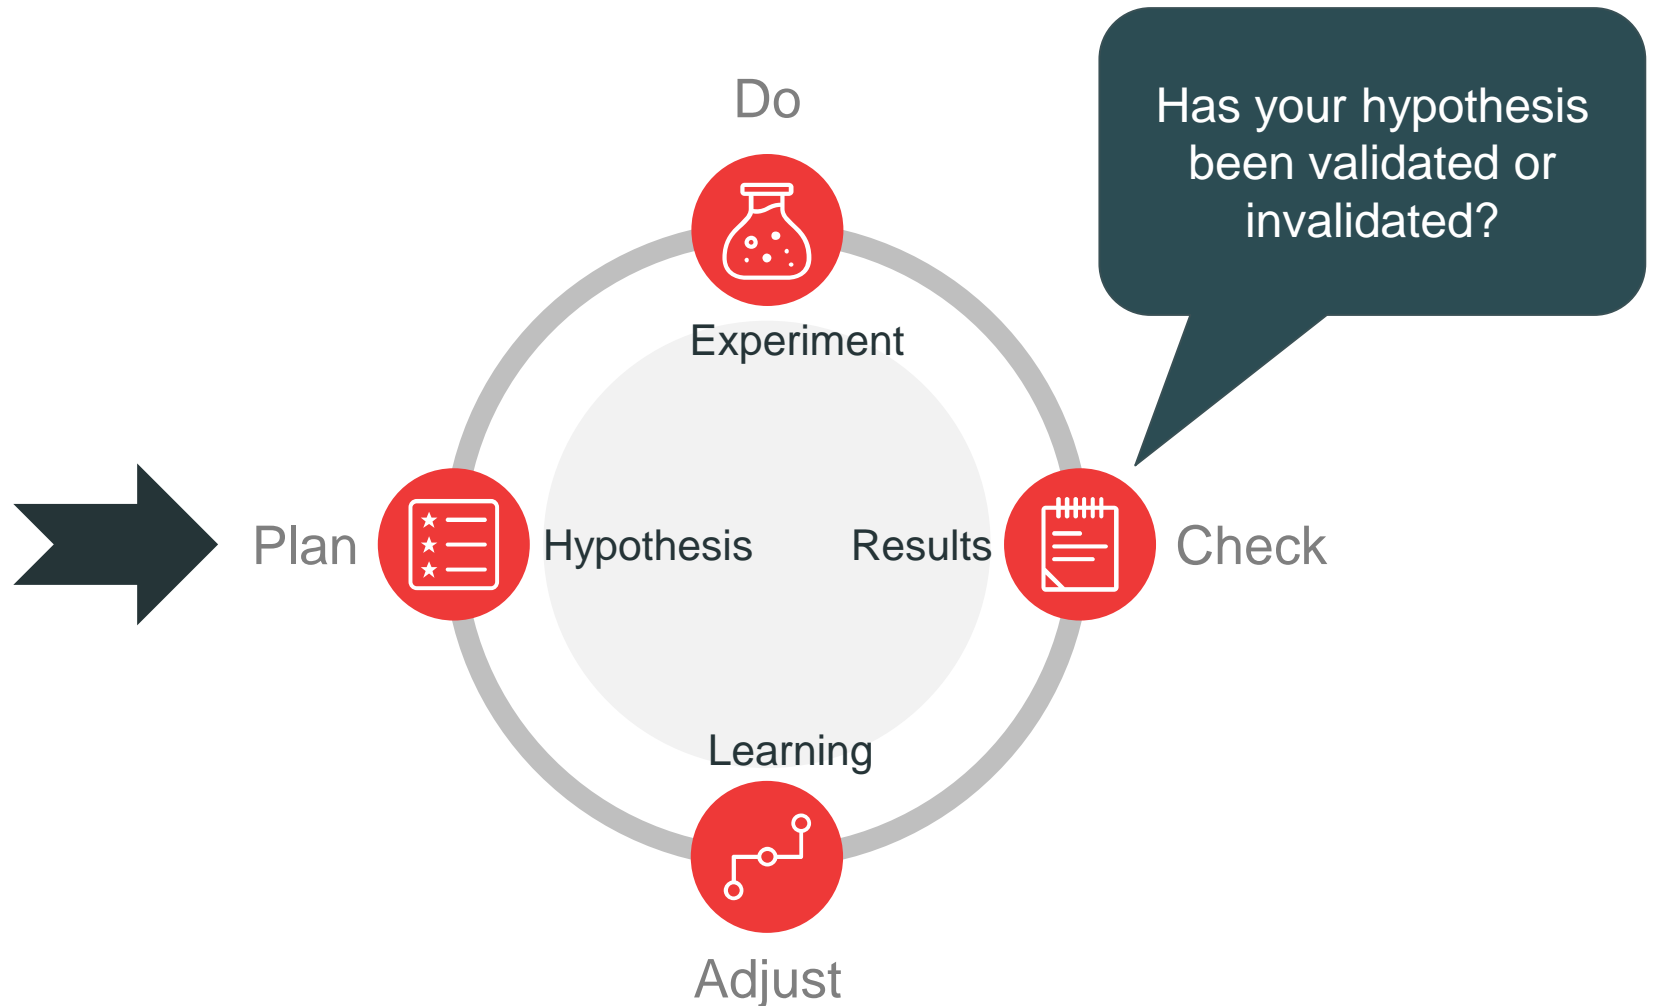 Do
Has your hypothesis
been validated or
invalidated?
Experiment
Plan
Hypothesis
Results
Check
Learning
Adjust